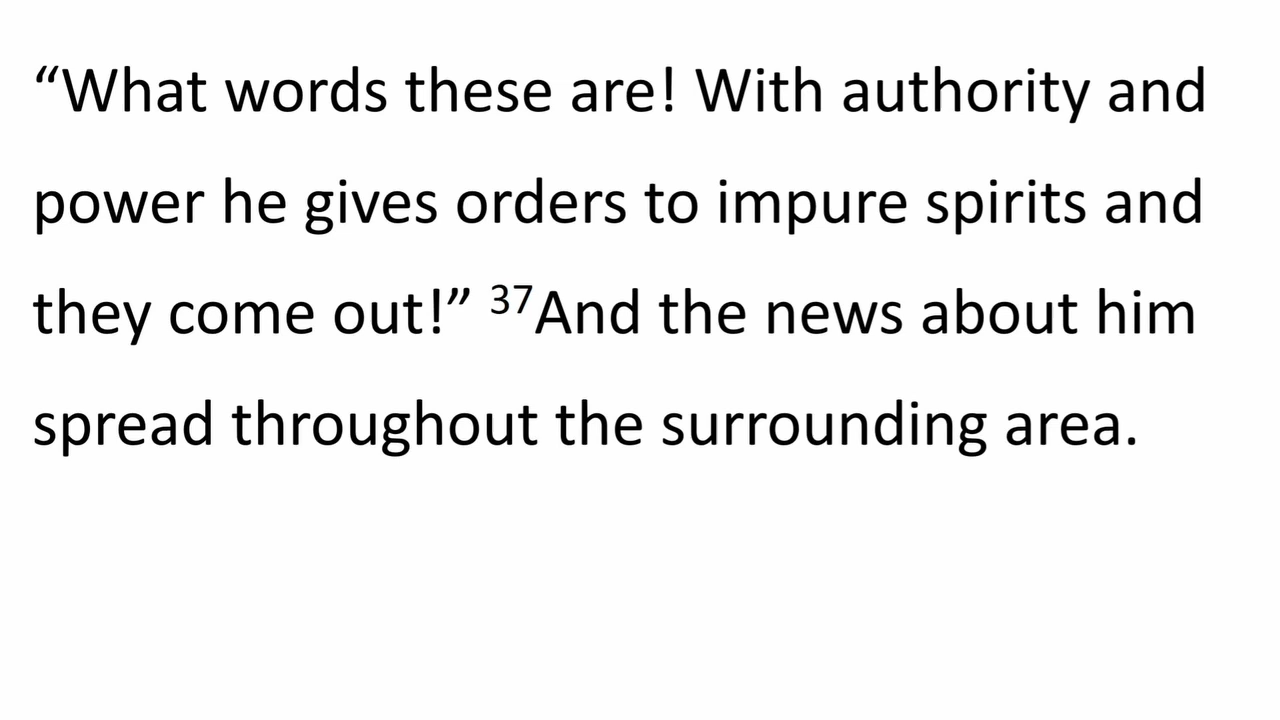 “What words these are! With authority and
power he gives orders to impure spirits and
they come out!” ³⁷And the news about him
spread throughout the surrounding area.